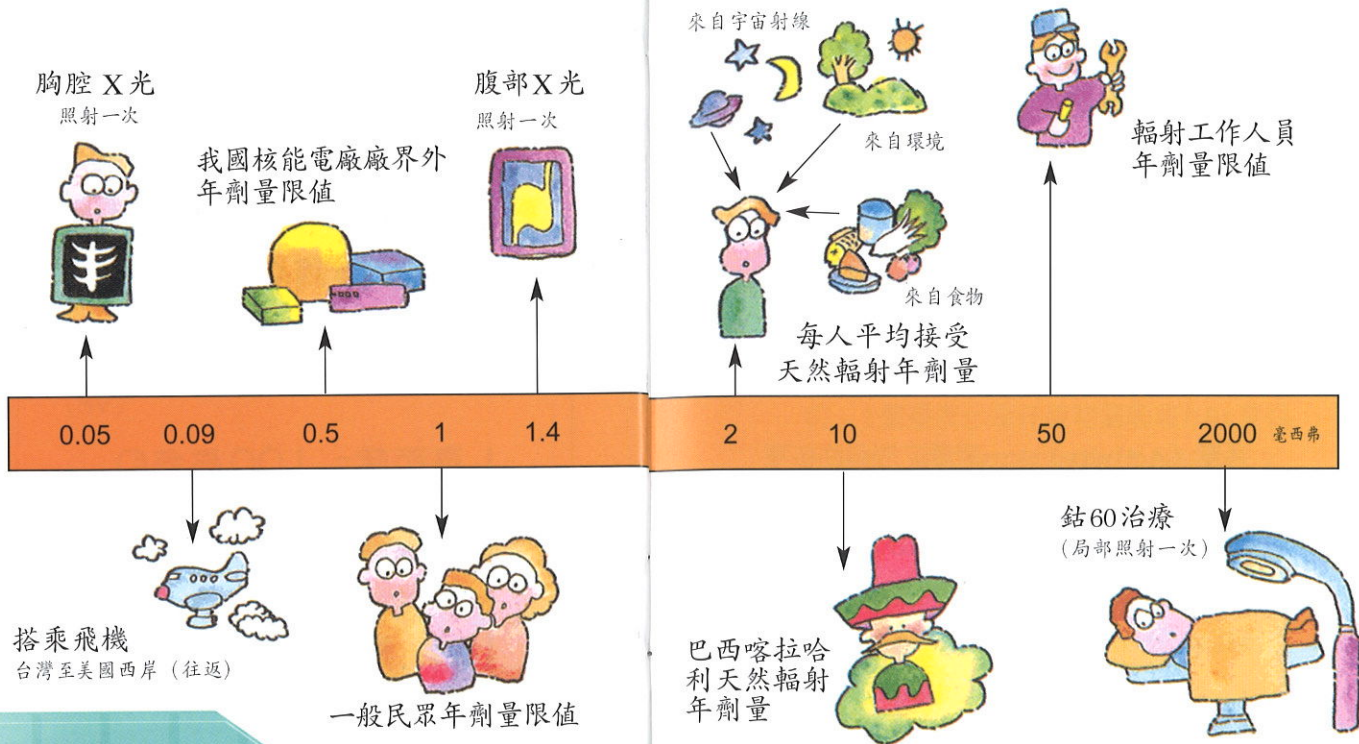 胸腔 X 光
照射一次
我國核能電廠廠界外
年劑量限值
腹部X 光
照射一次
來自宇宙射線
來自環境
來自食物
每人平均接受
天然輻射年劑量
輻射工作人員
年劑量限值
0.05 0.09 0.5 1 1.4 2 10 50 2000 毫西弗
搭乘飛機
台灣至美國西岸（往返）
一般民眾年劑量限值
巴西喀拉哈
利天然輻射
年劑量
鈷60治療
（局部照射一次）